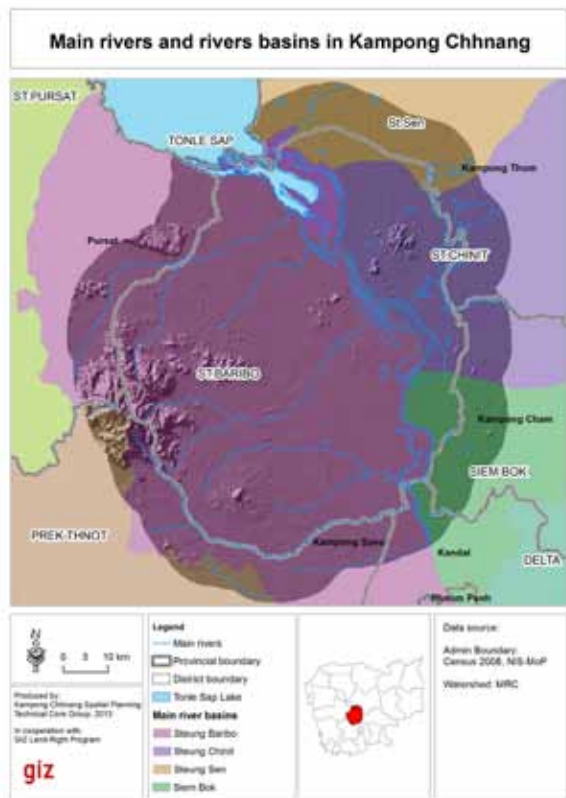 Main rivers and rivers basins in Kampong Chhnang
ST.PURSAT
TONLE SAP
St.Sen
Kampong Thom
Pursat
ST.CHINIT
ST.BARIBO
Kampong Cham
SIEM BOK
PREK-THNOT
Kampong Speu
Kandal
DELTA
Phnom Penh
N
0 5 10 km
Produced by:
Kampong Chhnang Spatial Planning
Technical Core Group, 2013
In cooperation with:
GIZ Land Right Program
giz
Legend
Main rivers
Provincial boundary
District boundary
Tonle Sap Lake
Main river basins
Steung Baribo
Steung Chinit
Steung Sen
Siem Bok
Data source:
Admin Boundary:
Census 2008, NIS-MoP
Watershed: MRC